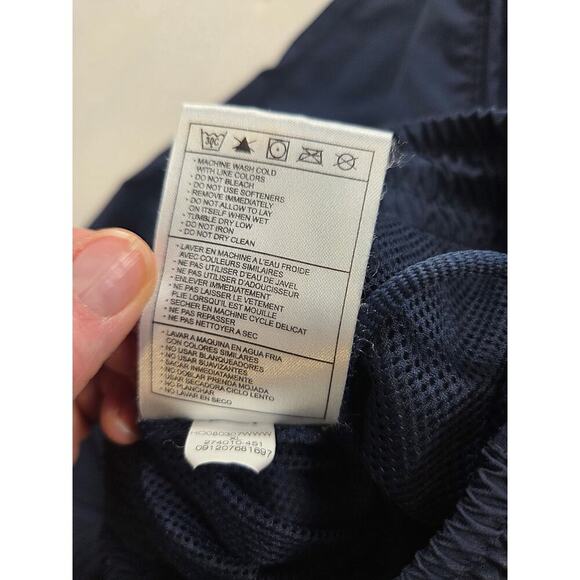 30C
- MACHINE WASH COLD
WITH LIKE COLORS
- DO NOT BLEACH
- DO NOT USE SOFTENERS
- REMOVE IMMEDIATELY
- DO NOT ALLOW TO LAY
ON ITSELF WHEN WET
- TUMBLE DRY LOW
- DO NOT IRON
- DO NOT DRY CLEAN
- LAVER EN MACHINE A L'EAU FROIDE
AVEC COULEURS SIMILAIRES
- NE PAS UTILISER D'EAU DE JAVEL
- NE PAS UTILISER D'ADOUCISSEUR
- ENLEVER IMMEDIATEMENT
- NE PAS LAISSER LE VETEMENT
PLIE LORSQU'IL EST MOUILLE
- SECHER EN MACHINE CYCLE DELICAT
- NE PAS REPASSER
- NE PAS NETTOYER A SEC
- LAVAR A MAQUINA EN AGUA FRIA
CON COLORES SIMILARES
- NO USAR BLANQUEADORES
- NO USAR SUAVIZANTES
- SACAR IMMEDIATAMENTE
- NO DOBLAR PRENDA MOJADA
- USAR SECADORA CICLO LENTO
- NO PLANCHAR
- NO LAVAR EN SECO
HO080307WWW
XL
274010-451
091207681697